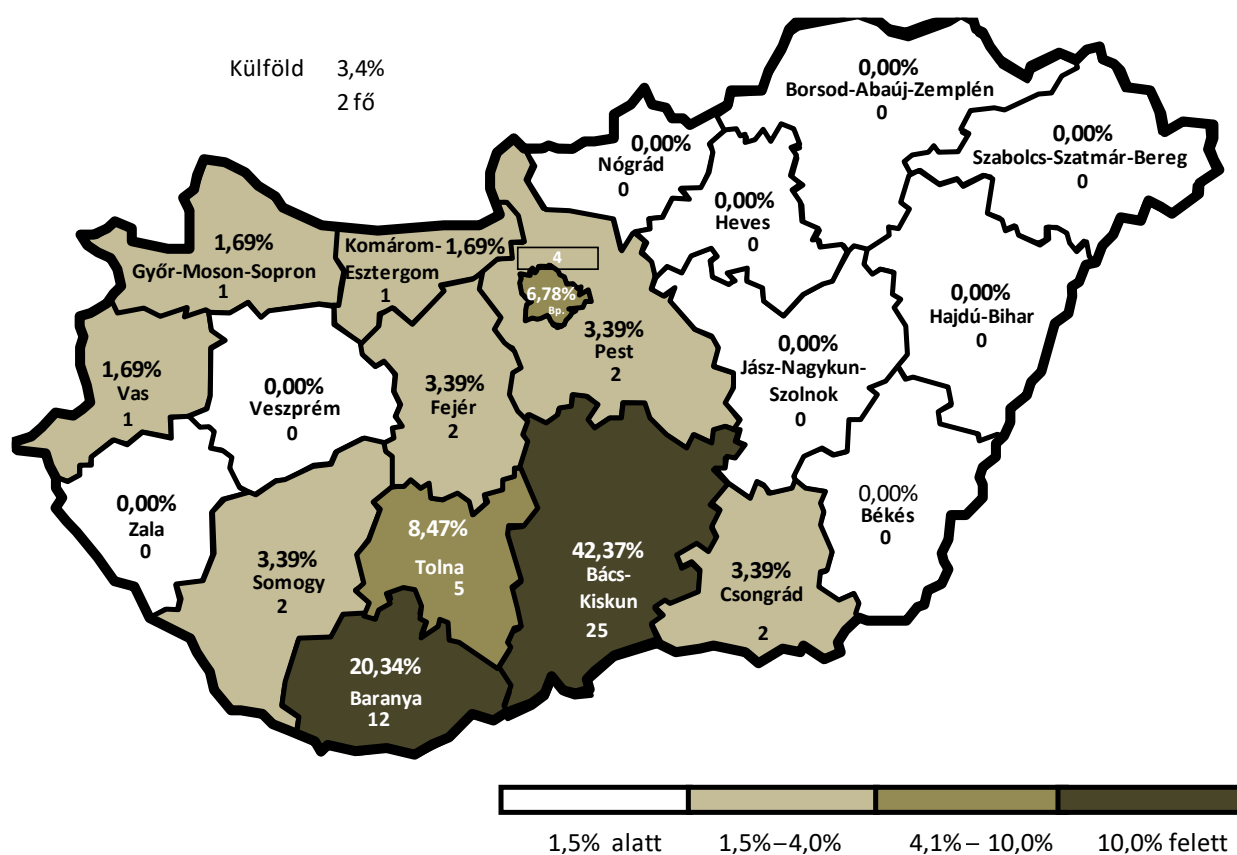 Külföld 3,4%
2 fő
0,00%
Borsod-Abaúj-Zemplén
0
0,00%
Szabolcs-Szatmár-Bereg
0
0,00%
Nógrád
0
0,00%
Heves
0
1,69%
Győr-Moson-Sopron
1
Komárom- 1,69%
Esztergom
1
4
6,78%
Bp.
3,39%
Pest
2
0,00%
Hajdú-Bihar
0
0,00%
Jász-Nagykun-
Szolnok
0
1,69%
Vas
1
0,00%
Veszprém
0
3,39%
Fejér
2
0,00%
Zala
0
3,39%
Somogy
2
8,47%
Tolna
5
42,37%
Bács-
Kiskun
25
3,39%
Csongrád
2
0,00%
Békés
0
20,34%
Baranya
12
1,5% alatt 1,5%–4,0% 4,1% – 10,0% 10,0% felett